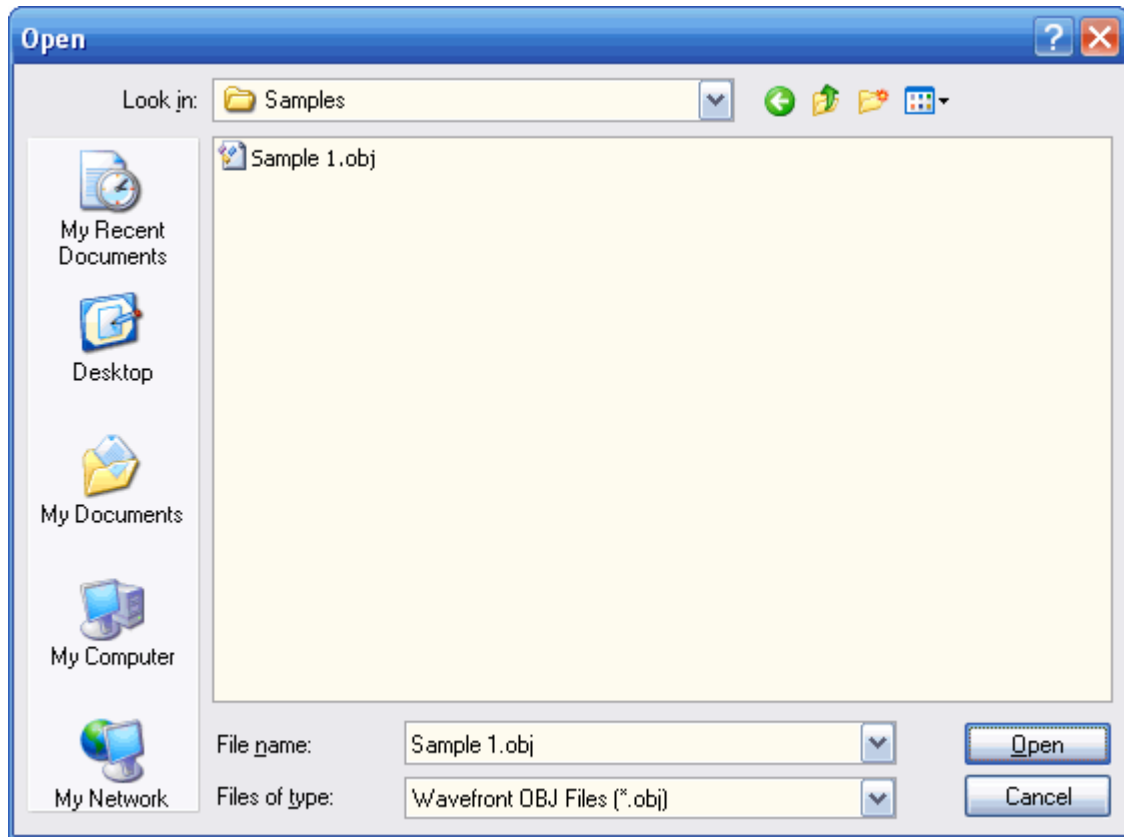 Open
Look in: Samples
Sample 1.obj
My Recent
Documents
Desktop
My Documents
My Computer
My Network
File name: Sample 1.obj
Open
Files of type: Wavefront OBJ Files (*.obj)
Cancel